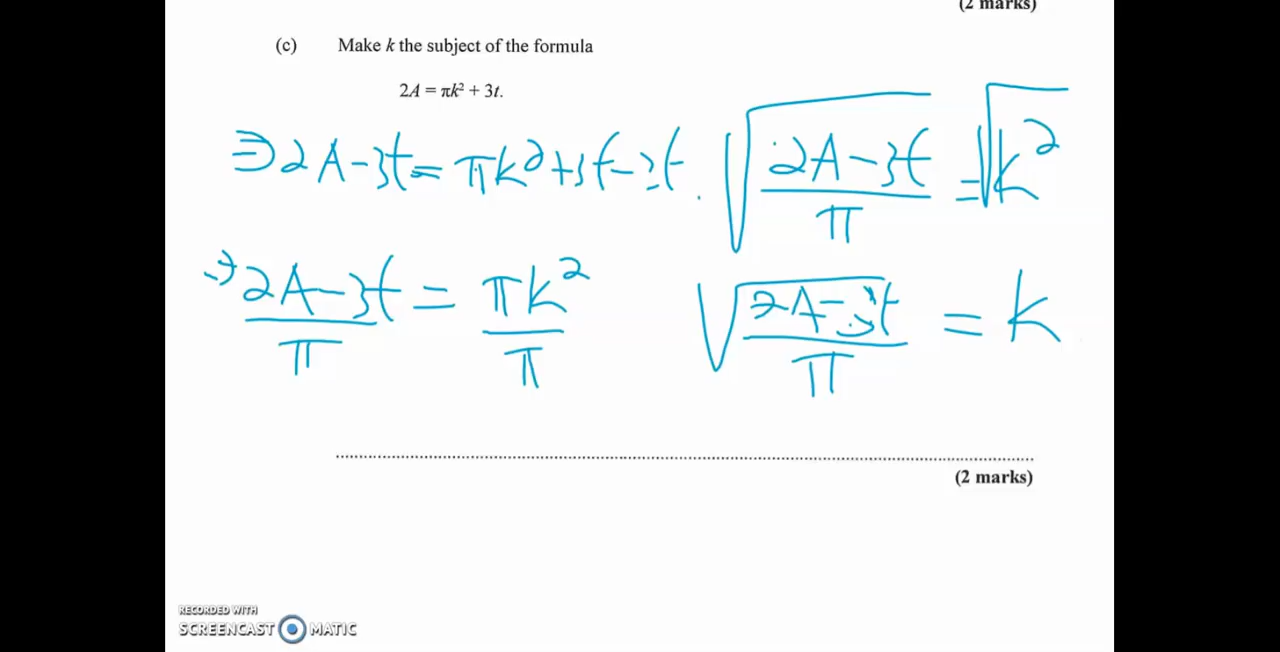 (2 marks)
(c) Make k the subject of the formula
2A = πk² + 3t.
⇒ 2A-3t = πk²+3t-3t
⇒ (2A-3t)/π = πk²/π
√((2A-3t)/π) = √k²
√((2A-3t)/π) = k
(2 marks)
RECORDED WITH
SCREENCAST MATIC